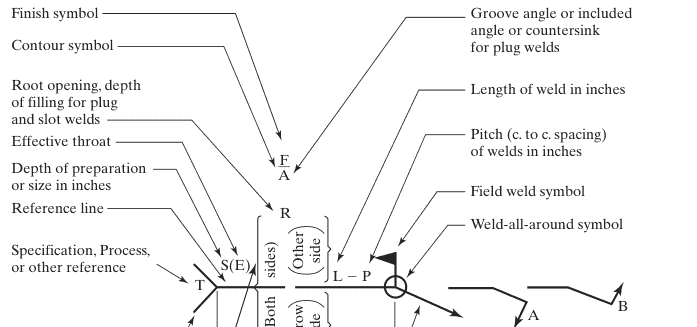 Finish symbol
Contour symbol
Root opening, depth
of filling for plug
and slot welds
Effective throat
Depth of preparation
or size in inches
Reference line
Specification, Process,
or other reference
Groove angle or included
angle or countersink
for plug welds
Length of weld in inches
Pitch (c. to c. spacing)
of welds in inches
Field weld symbol
Weld-all-around symbol
F
A
R
sides)
(Other
side)
S(E)
L – P
T
(Both
A
B